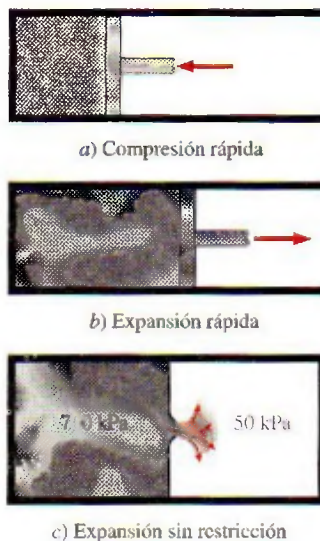 a) Compresión rápida
b) Expansión rápida
50 kPa
c) Expansión sin restricción